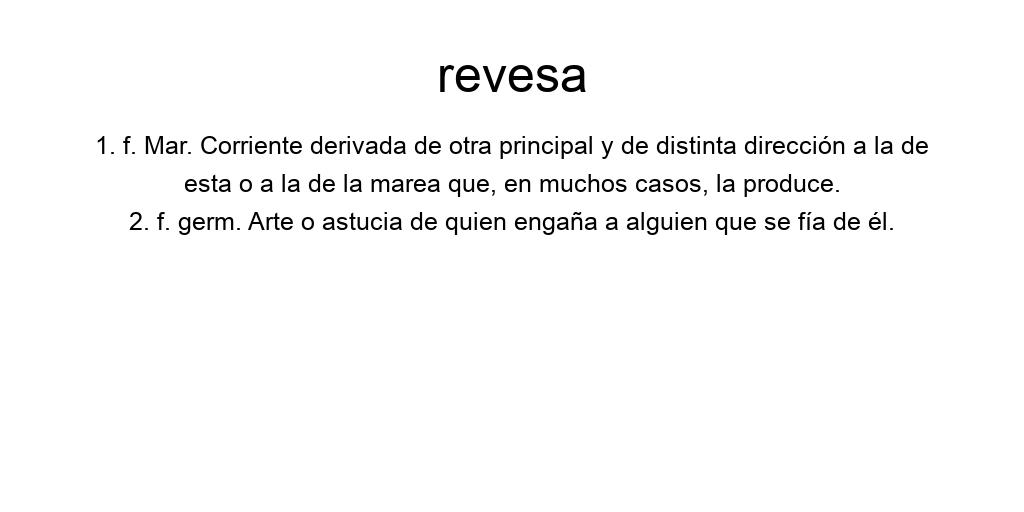 revesa
1. f. Mar. Corriente derivada de otra principal y de distinta dirección a la de
esta o a la de la marea que, en muchos casos, la produce.
2. f. germ. Arte o astucia de quien engaña a alguien que se fía de él.